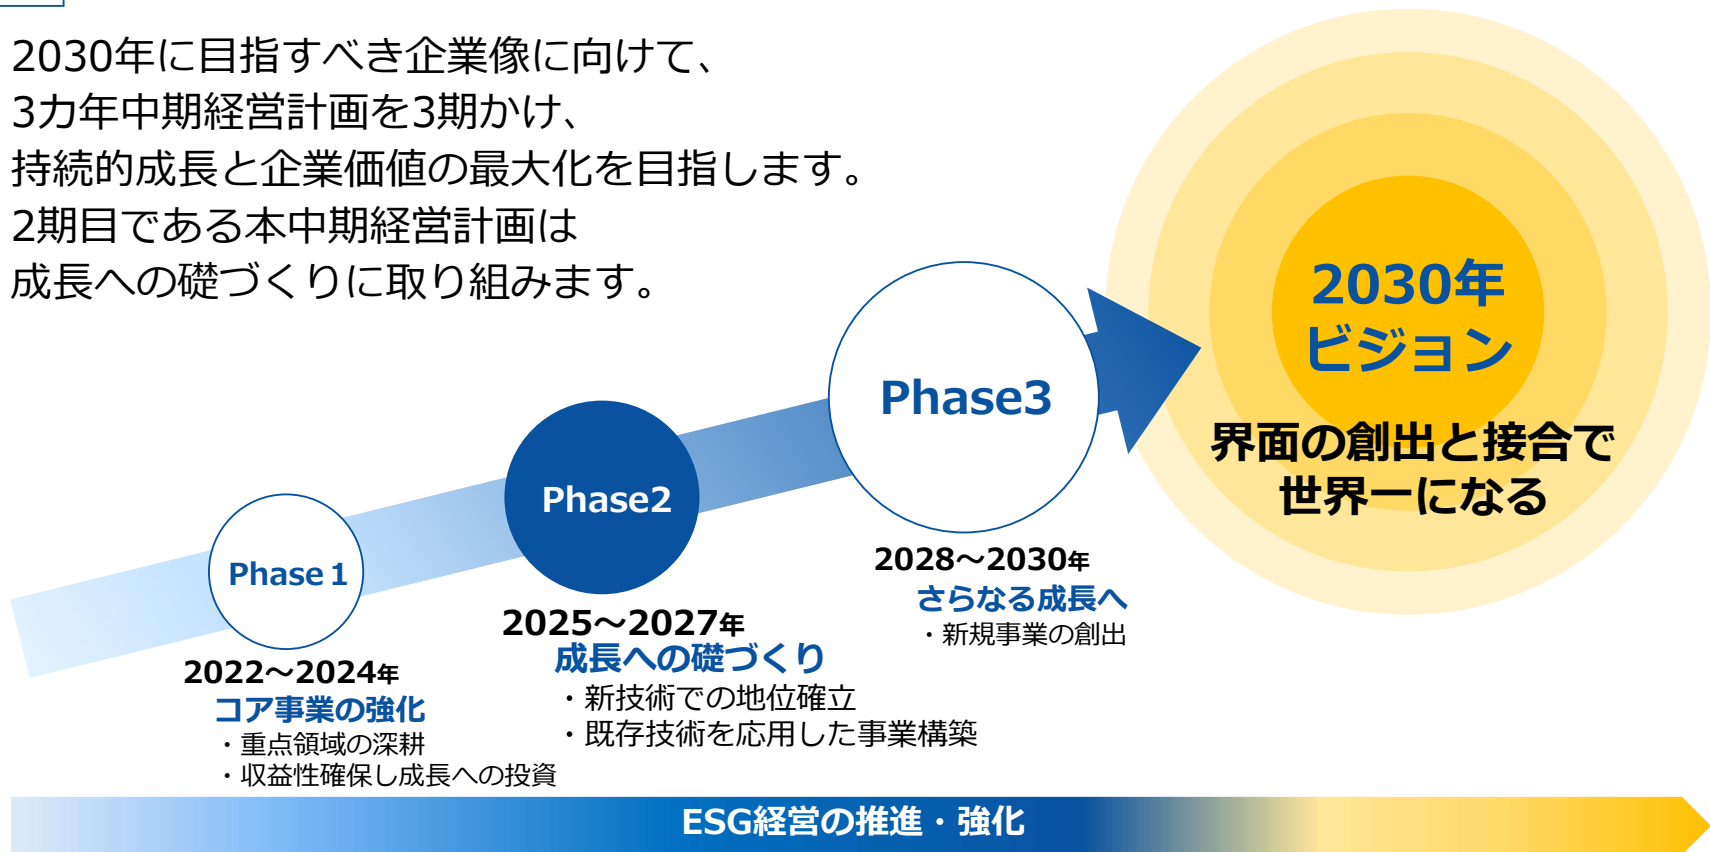 2030年に目指すべき企業像に向けて、
3カ年中期経営計画を3期かけ、
持続的成長と企業価値の最大化を目指します。
2期目である本中期経営計画は
成長への礎づくりに取り組みます。
Phase 1
2022～2024年
コア事業の強化
・重点領域の深耕
・収益性確保し成長への投資
Phase2
2025～2027年
成長への礎づくり
・新技術での地位確立
・既存技術を応用した事業構築
Phase3
2028～2030年
さらなる成長へ
・新規事業の創出
2030年
ビジョン
界面の創出と接合で
世界一になる
ESG経営の推進・強化